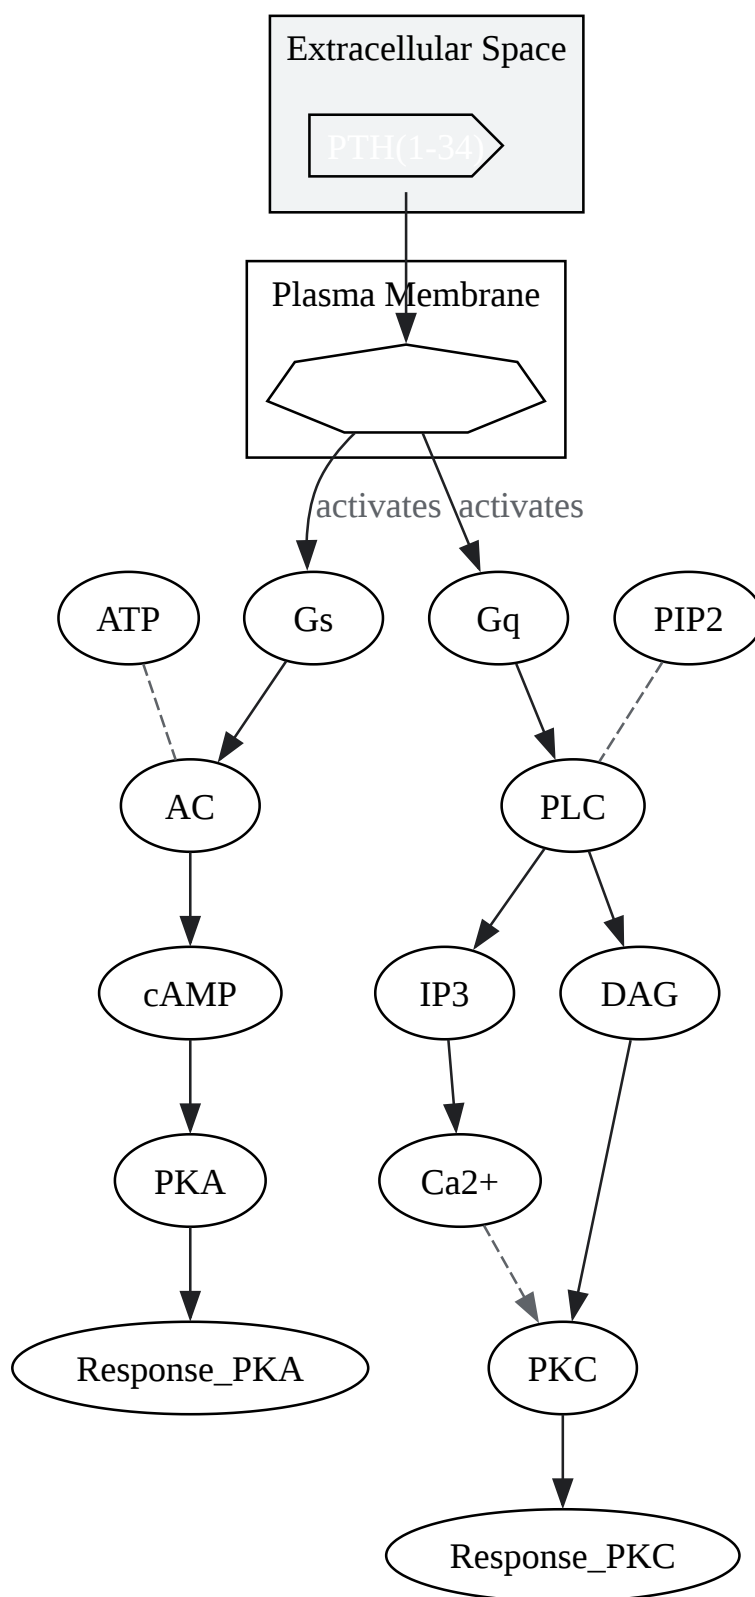 Extracellular Space
PTH(1-34)
Plasma Membrane
activates activates
ATP Gs Gq PIP2
AC PLC
cAMP IP3 DAG
PKA Ca2+
Response_PKA PKC
Response_PKC